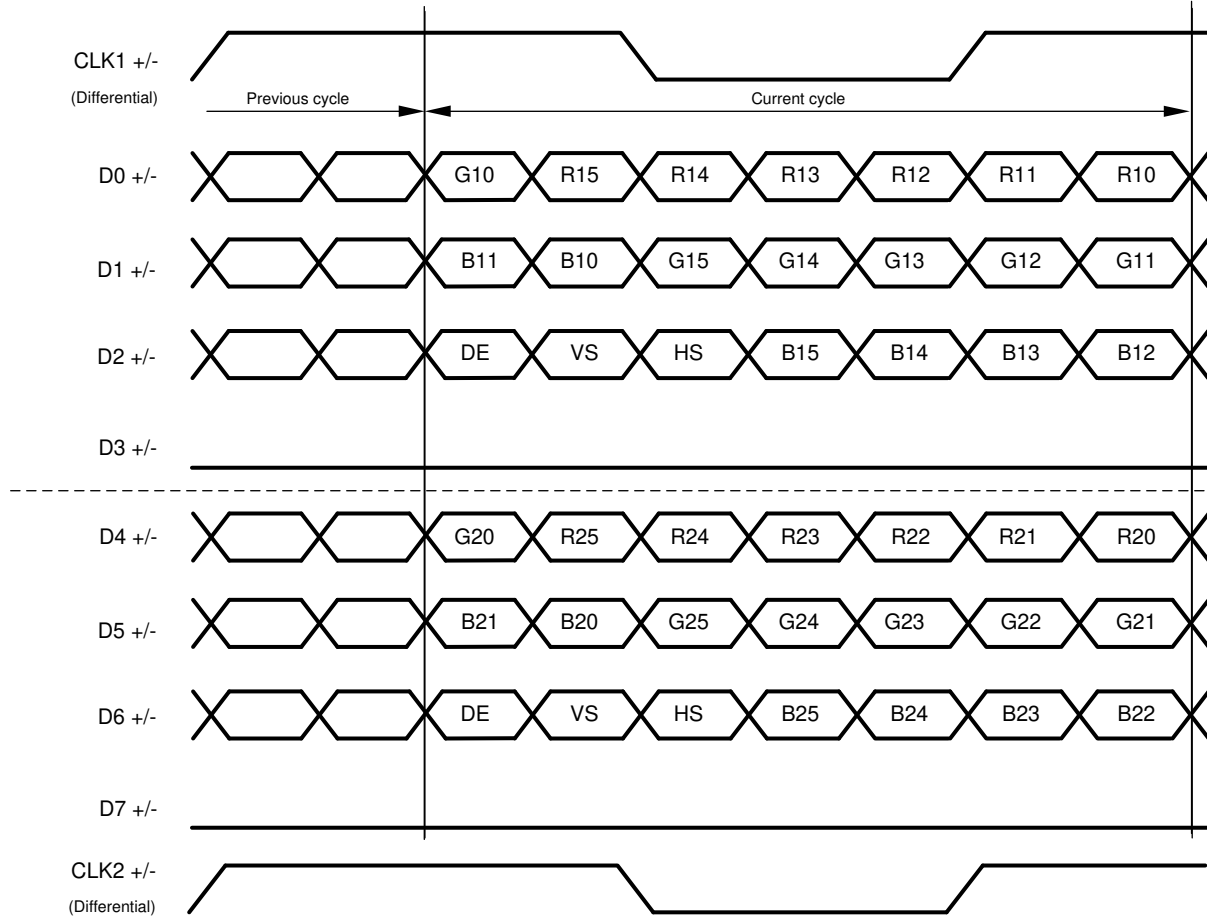 CLK1 +/-
(Differential)
Previous cycle
Current cycle
D0 +/-
G10 R15 R14 R13 R12 R11 R10
D1 +/-
B11 B10 G15 G14 G13 G12 G11
D2 +/-
DE VS HS B15 B14 B13 B12
D3 +/-
D4 +/-
G20 R25 R24 R23 R22 R21 R20
D5 +/-
B21 B20 G25 G24 G23 G22 G21
D6 +/-
DE VS HS B25 B24 B23 B22
D7 +/-
CLK2 +/-
(Differential)